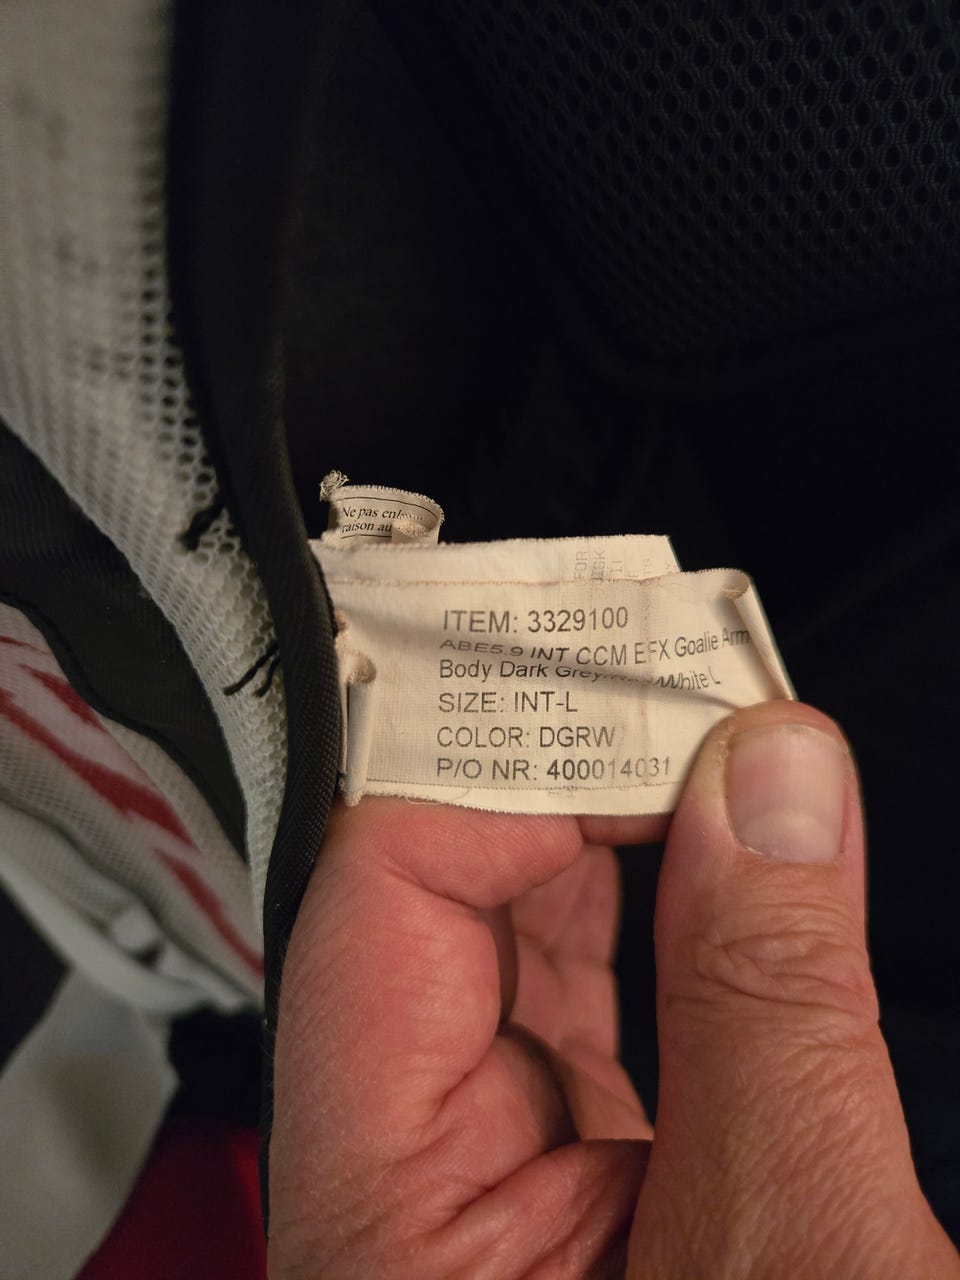 Ne pas
raison au
ITEM: 3329100
ABE5.9 INT CCM EFX Goalie Arm
Body Dark Grey/ White L
SIZE: INT-L
COLOR: DGRW
P/O NR: 400014031